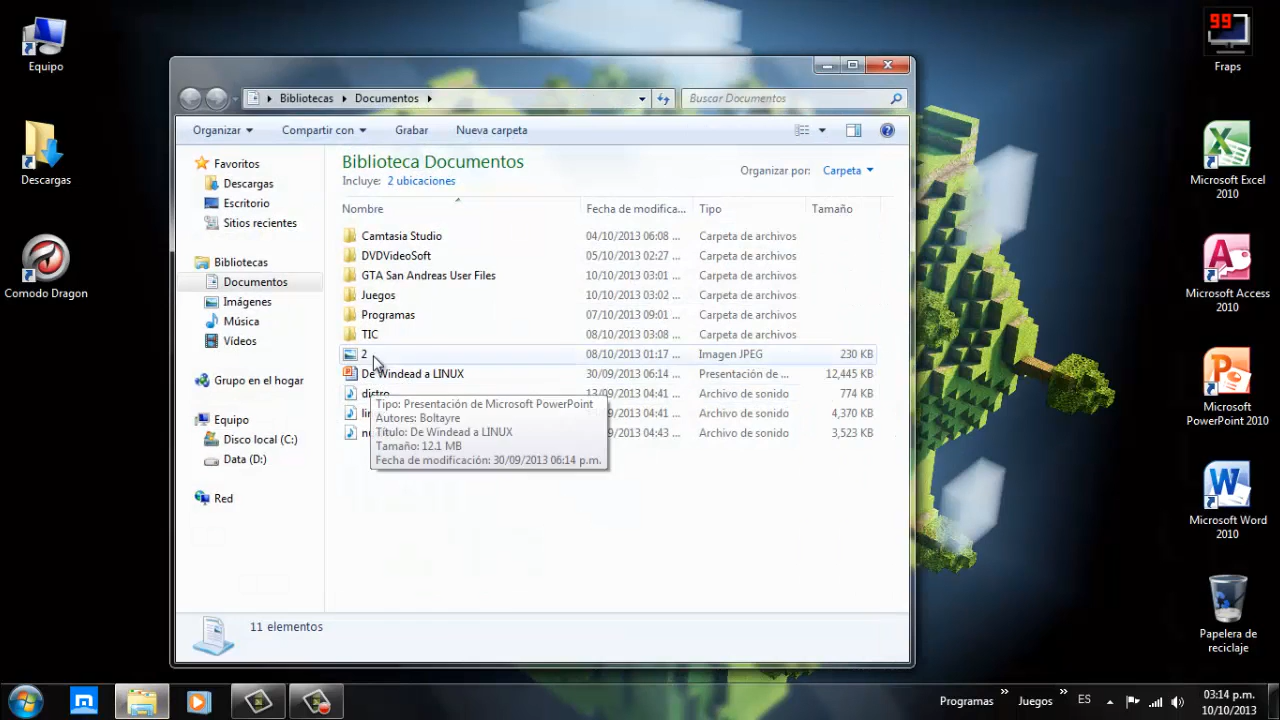 Equipo
Descargas
Comodo Dragon
Bibliotecas
Documentos
Buscar Documentos
Organizar
Compartir con
Grabar
Nueva carpeta
Favoritos
Descargas
Escritorio
Sitios recientes
Bibliotecas
Documentos
Imágenes
Música
Vídeos
Grupo en el hogar
Equipo
Disco local (C:)
Data (D:)
Red
Biblioteca Documentos
Incluye: 2 ubicaciones
Organizar por: Carpeta
Nombre Fecha de modifica... Tipo Tamaño
Camtasia Studio 04/10/2013 06:08 ... Carpeta de archivos
DVDVideoSoft 05/10/2013 02:27 ... Carpeta de archivos
GTA San Andreas User Files 10/10/2013 03:01 ... Carpeta de archivos
Juegos 10/10/2013 03:02 ... Carpeta de archivos
Programas 07/10/2013 09:01 ... Carpeta de archivos
TIC 08/10/2013 03:08 ... Carpeta de archivos
2 08/10/2013 01:17 ... Imagen JPEG 230 KB
De Windead a LINUX 30/09/2013 06:14 ... Presentación de ... 12,445 KB
distro 13/09/2013 04:41 ... Archivo de sonido 774 KB
/09/2013 04:41 ... Archivo de sonido 4,370 KB
/09/2013 04:43 ... Archivo de sonido 3,523 KB
Tipo: Presentación de Microsoft PowerPoint
Autores: Boltayre
Título: De Windead a LINUX
Tamaño: 12.1 MB
Fecha de modificación: 30/09/2013 06:14 p.m.
11 elementos
99
Fraps
Microsoft Excel
2010
Microsoft Access
2010
Microsoft
PowerPoint 2010
Microsoft Word
2010
Papelera de
reciclaje
Programas
Juegos
ES
03:14 p.m.
10/10/2013